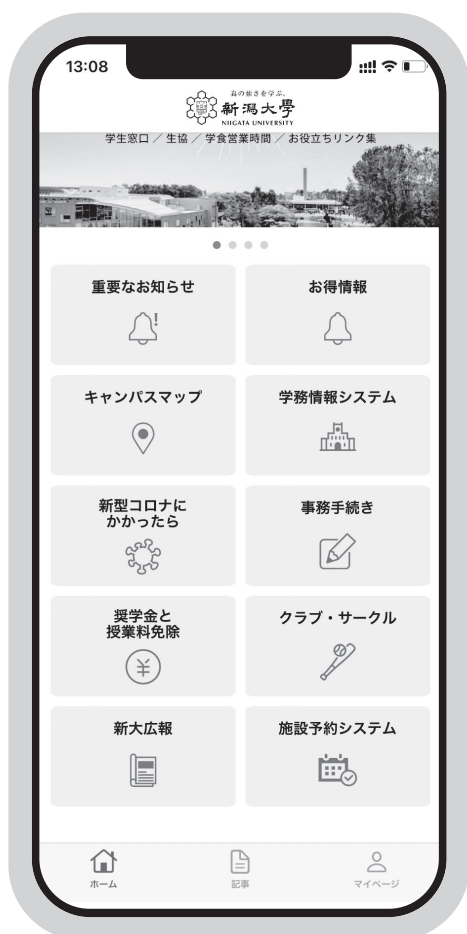 13:08
真の強さを学ぶ。
新潟大学
NIIGATA UNIVERSITY
学生窓口 ／ 生協 ／ 学食営業時間 ／ お役立ちリンク集
重要なお知らせ
お得情報
キャンパスマップ
学務情報システム
新型コロナに
かかったら
事務手続き
奨学金と
授業料免除
クラブ・サークル
新大広報
施設予約システム
ホーム
記事
マイページ